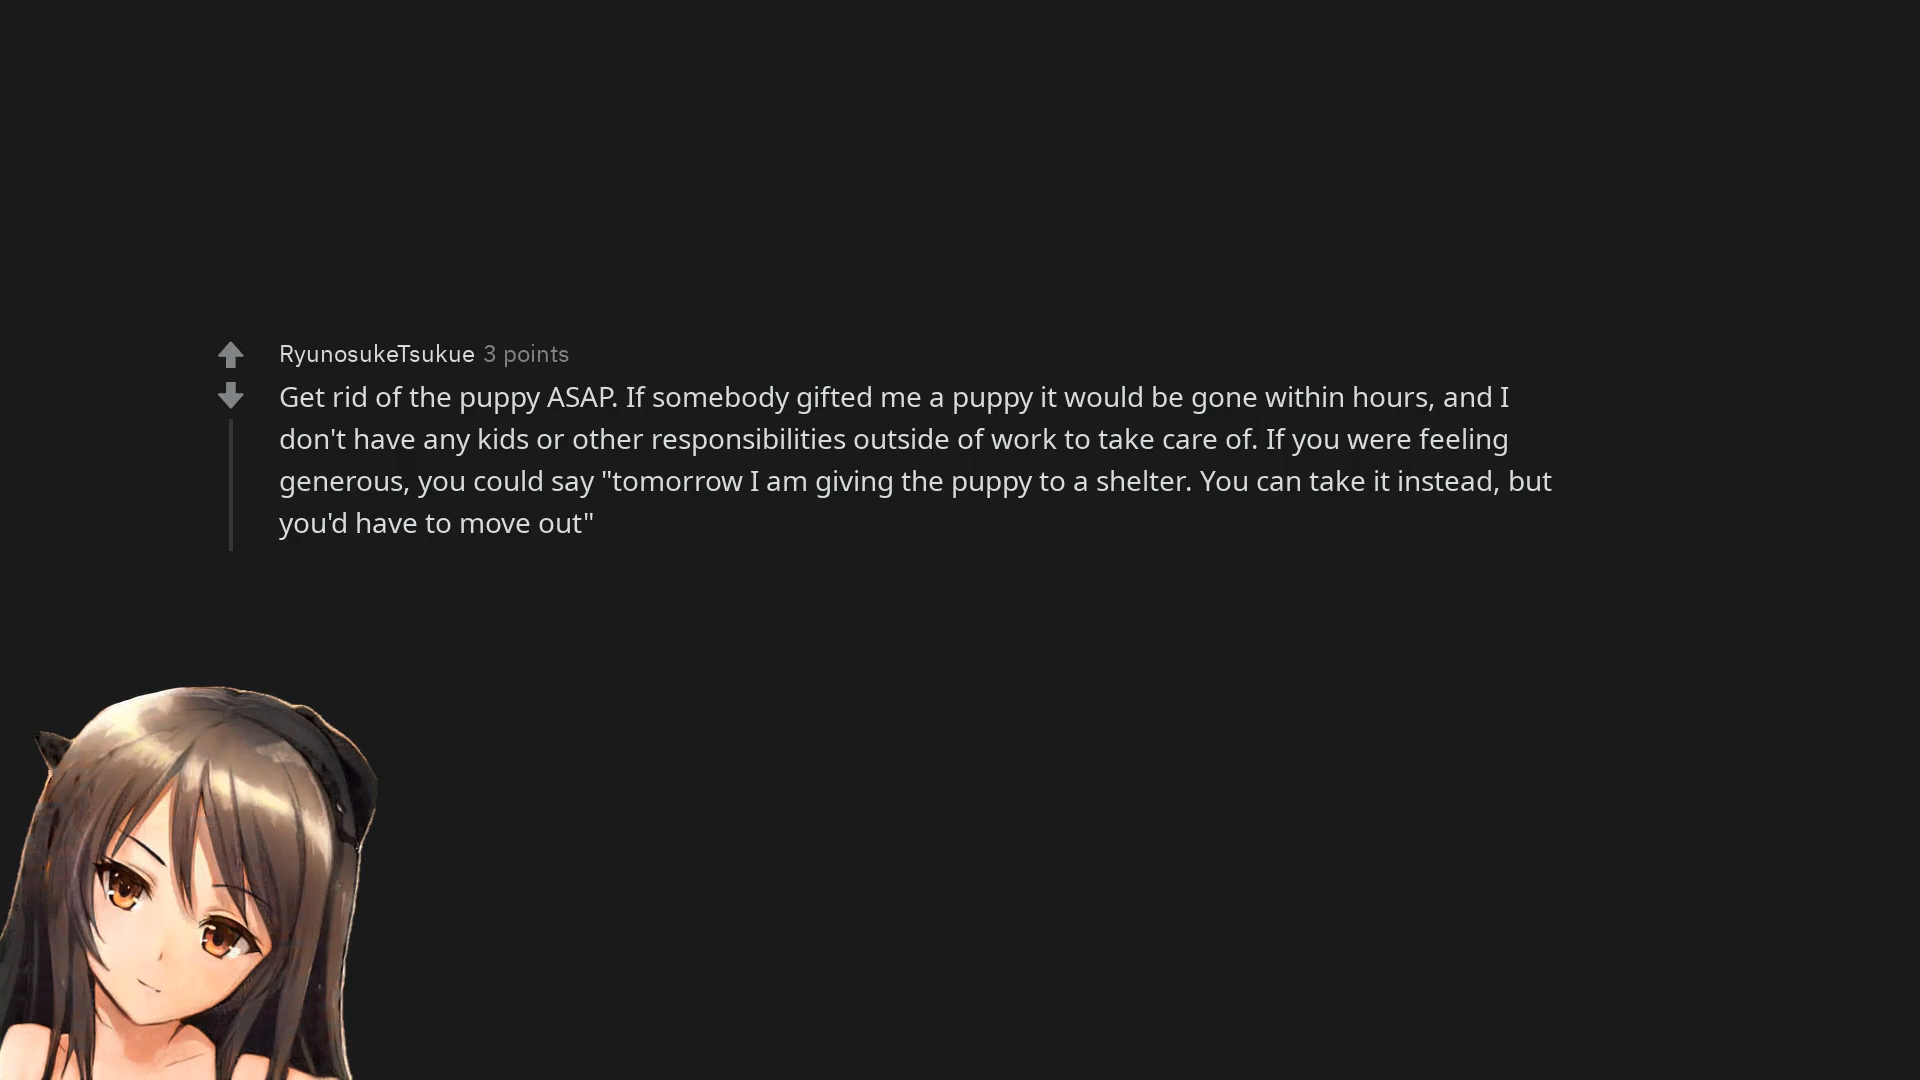 RyunosukeTsukue 3 points
Get rid of the puppy ASAP. If somebody gifted me a puppy it would be gone within hours, and I
don't have any kids or other responsibilities outside of work to take care of. If you were feeling
generous, you could say "tomorrow I am giving the puppy to a shelter. You can take it instead, but
you'd have to move out"